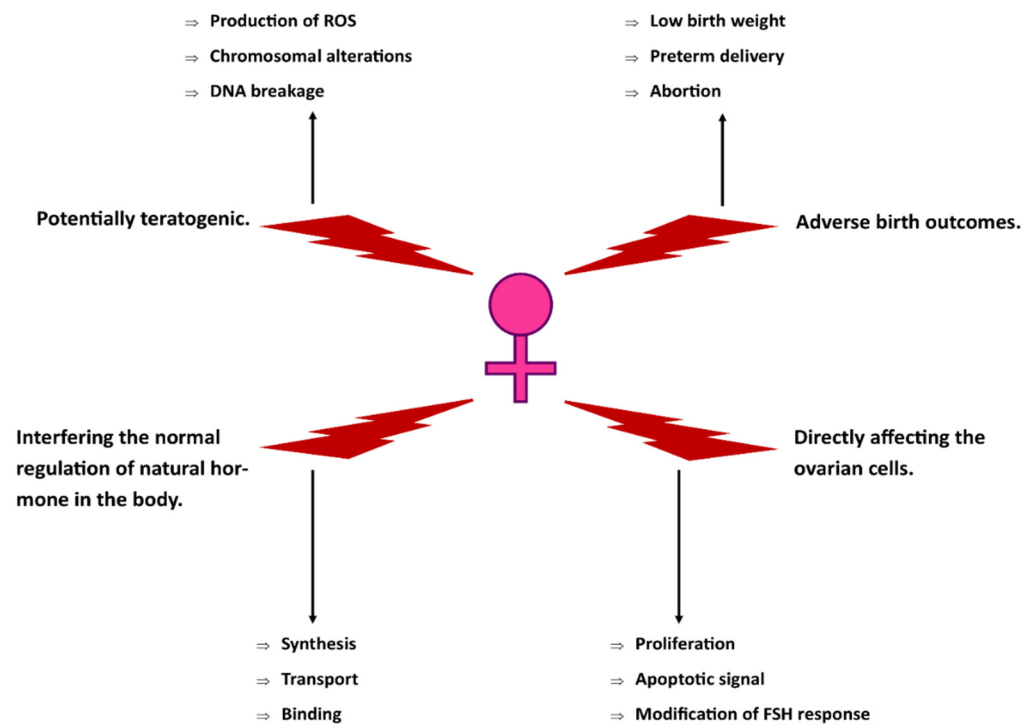 ⇒ Production of ROS
⇒ Chromosomal alterations
⇒ DNA breakage
⇒ Low birth weight
⇒ Preterm delivery
⇒ Abortion
Potentially teratogenic.
Adverse birth outcomes.
Interfering the normal
regulation of natural hor-
mone in the body.
Directly affecting the
ovarian cells.
⇒ Synthesis
⇒ Transport
⇒ Binding
⇒ Proliferation
⇒ Apoptotic signal
⇒ Modification of FSH response